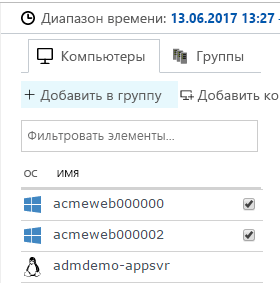 Диапазон времени: 13.06.2017 13:27 -
Компьютеры Группы
+ Добавить в группу Добавить ко
Фильтровать элементы...
ОС ИМЯ
acmeweb000000
acmeweb000002
admdemo-appsvr